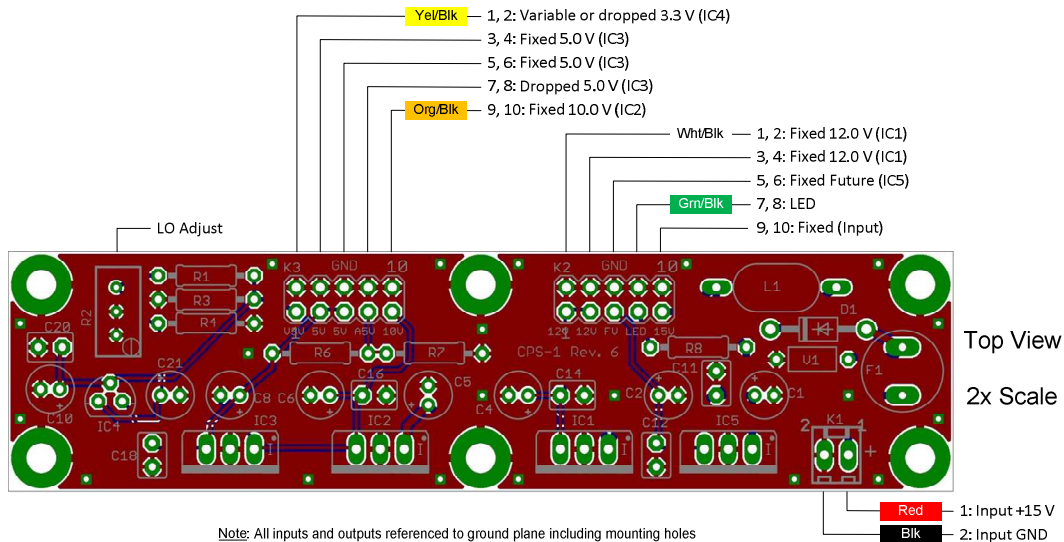 Yel/Blk 1, 2: Variable or dropped 3.3 V (IC4)
3, 4: Fixed 5.0 V (IC3)
5, 6: Fixed 5.0 V (IC3)
7, 8: Dropped 5.0 V (IC3)
Org/Blk 9, 10: Fixed 10.0 V (IC2)
Wht/Blk 1, 2: Fixed 12.0 V (IC1)
3, 4: Fixed 12.0 V (IC1)
5, 6: Fixed Future (IC5)
Grn/Blk 7, 8: LED
9, 10: Fixed (Input)
LO Adjust
K3 GND 10
K2 GND 10
R1
R3
R4
R2
L1
D1
C20
5V 5V A5V 10V
12V FV LED 15V
1
1
R6
R7
CPS-1 Rev. 6
R8
V1
F1
C21
C16
C5
C14
C11
C10
IC4
C8
C6
C4
C2
C1
IC3
IC2
IC1
C12
IC5
K1
2 1
+
C18
Top View
2x Scale
Red 1: Input +15 V
Blk 2: Input GND
Note: All inputs and outputs referenced to ground plane including mounting holes